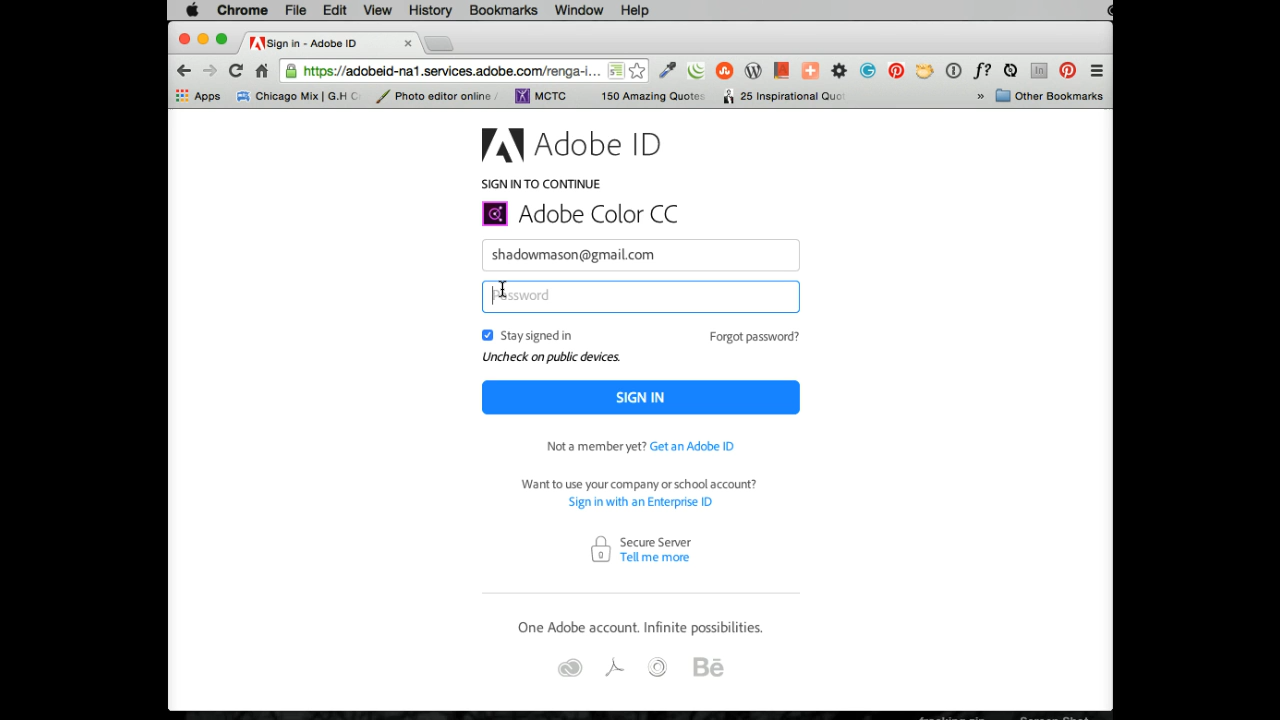 Chrome File Edit View History Bookmarks Window Help
Sign in - Adobe ID
https://adobeid-na1.services.adobe.com/renga-i...
Apps Chicago Mix | G.H C Photo editor online / MCTC 150 Amazing Quotes 25 Inspirational Quot » Other Bookmarks
Adobe ID
SIGN IN TO CONTINUE
Adobe Color CC
shadowmason@gmail.com
Password
Stay signed in Forgot password?
Uncheck on public devices.
SIGN IN
Not a member yet? Get an Adobe ID
Want to use your company or school account?
Sign in with an Enterprise ID
Secure Server
Tell me more
One Adobe account. Infinite possibilities.
Bē